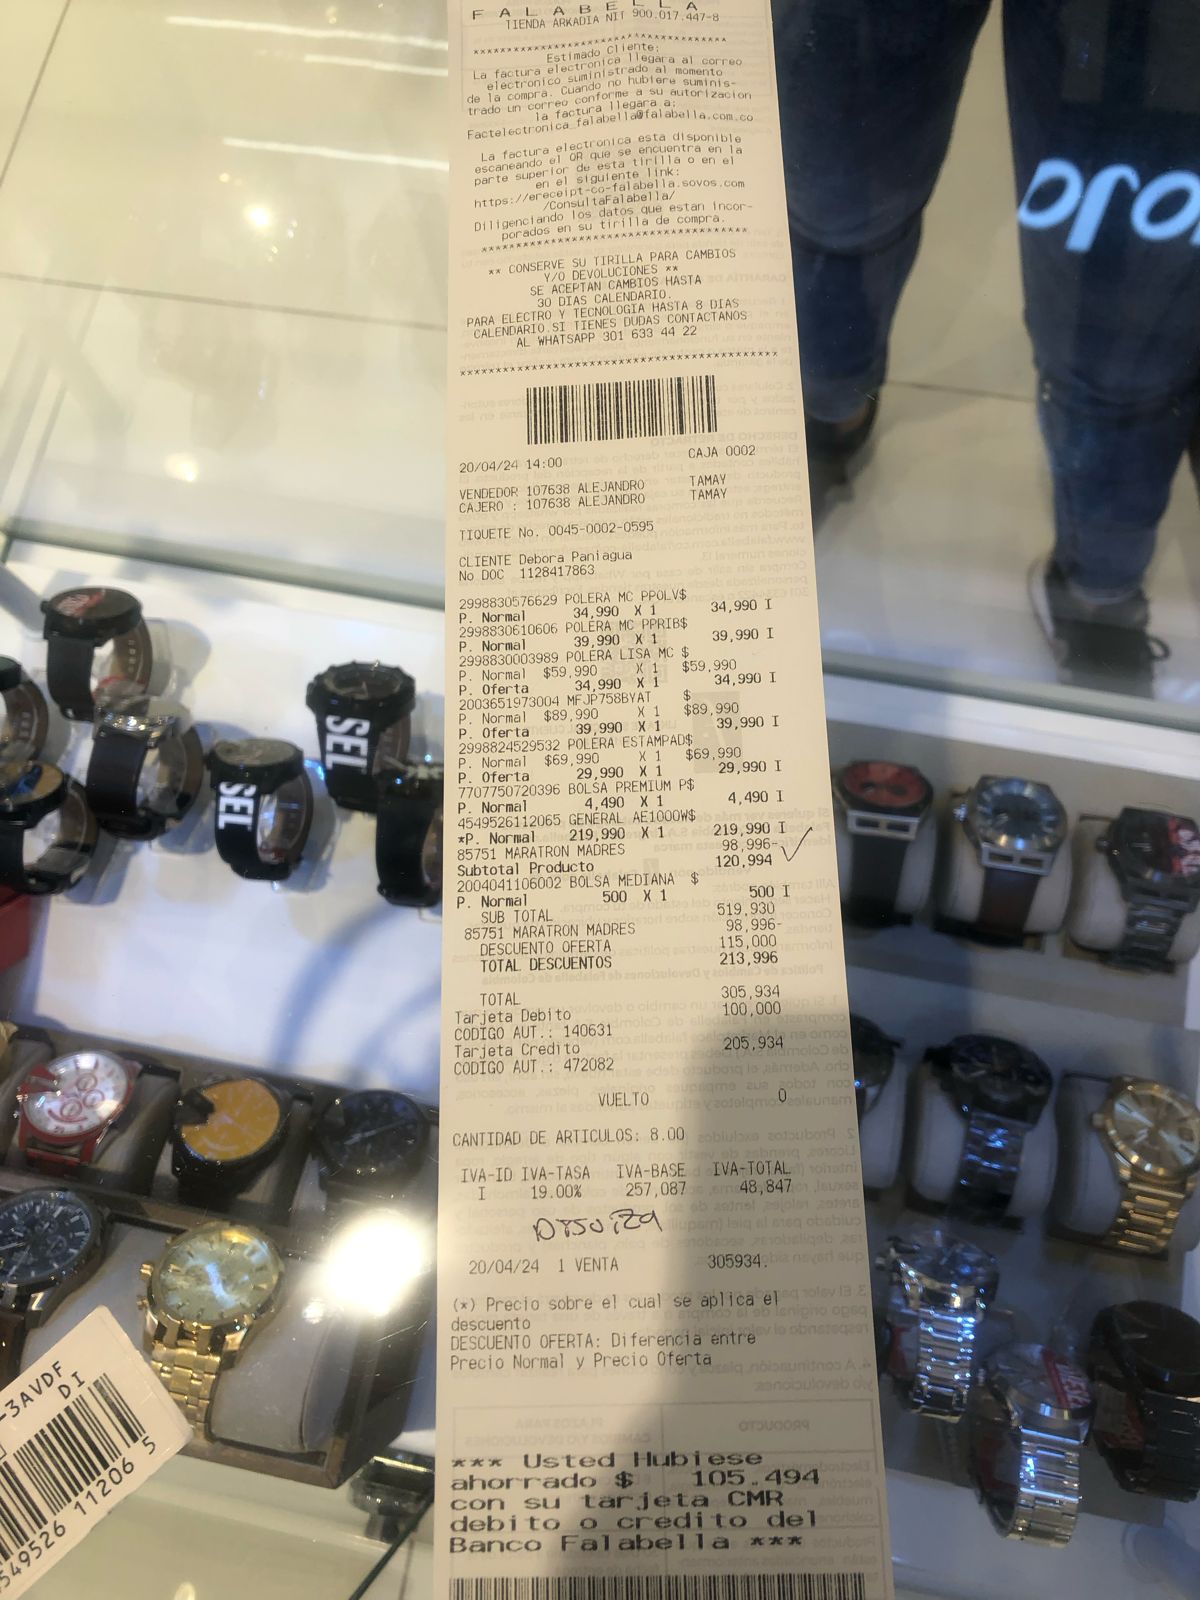 FALABELLA
TIENDA ARKADIA NIT 900.017.447-8
**************************************
Estimado Cliente:
La factura electronica llegara al correo
electronico suministrado al momento
de la compra. Cuando no hubiere suminis-
trado un correo conforme a su autorizacion
la factura llegara a:
Factelectronica_falabella@falabella.com.co
La factura electronica esta disponible
escaneando el QR que se encuentra en la
parte superior de esta tirilla o en el
en el siguiente link:
https://ereceipt-co-falabella.sovos.com
/ConsultaFalabella/
Diligenciando los datos que estan incor-
porados en su tirilla de compra.
**************************************
** CONSERVE SU TIRILLA PARA CAMBIOS
Y/O DEVOLUCIONES **
SE ACEPTAN CAMBIOS HASTA
30 DIAS CALENDARIO.
PARA ELECTRO Y TECNOLOGIA HASTA 8 DIAS
CALENDARIO.SI TIENES DUDAS CONTACTANOS
AL WHATSAPP 301 633 44 22
******************************************
20/04/24 14:00 CAJA 0002
VENDEDOR 107638 ALEJANDRO TAMAY
CAJERO : 107638 ALEJANDRO TAMAY
TIQUETE No. 0045-0002-0595
CLIENTE Debora Paniagua
No DOC 1128417863
2998830576629 POLERA MC PPOLV$
P. Normal 34,990 X 1 34,990 I
2998830610606 POLERA MC PPRIB$
P. Normal 39,990 X 1 39,990 I
2998830003989 POLERA LISA MC $
P. Normal $59,990 X 1 $59,990
P. Oferta 34,990 X 1 34,990 I
2003651973004 MFJP758BYAT $
P. Normal $89,990 X 1 $89,990
P. Oferta 39,990 X 1 39,990 I
2998824529532 POLERA ESTAMPAD$
P. Normal $69,990 X 1 $69,990
P. Oferta 29,990 X 1 29,990 I
7707750720396 BOLSA PREMIUM P$
P. Normal 4,490 X 1 4,490 I
4549526112065 GENERAL AE1000W$
*P. Normal 219,990 X 1 219,990 I
85751 MARATRON MADRES 98,996-
Subtotal Producto 120,994
2004041106002 BOLSA MEDIANA $
P. Normal 500 X 1 500 I
SUB TOTAL 519,930
85751 MARATRON MADRES 98,996-
DESCUENTO OFERTA 115,000
TOTAL DESCUENTOS 213,996
TOTAL 305,934
Tarjeta Debito 100,000
CODIGO AUT.: 140631
Tarjeta Credito 205,934
CODIGO AUT.: 472082
VUELTO 0
CANTIDAD DE ARTICULOS: 8.00
IVA-ID IVA-TASA IVA-BASE IVA-TOTAL
I 19.00% 257,087 48,847
20/04/24 1 VENTA 305934.
(*) Precio sobre el cual se aplica el
descuento
DESCUENTO OFERTA: Diferencia entre
Precio Normal y Precio Oferta
*** Usted Hubiese
ahorrado $ 105.494
con su tarjeta CMR
debito o credito del
Banco Falabella ***
SEL
SEL
-3AVDF
DI
549526 11206 5